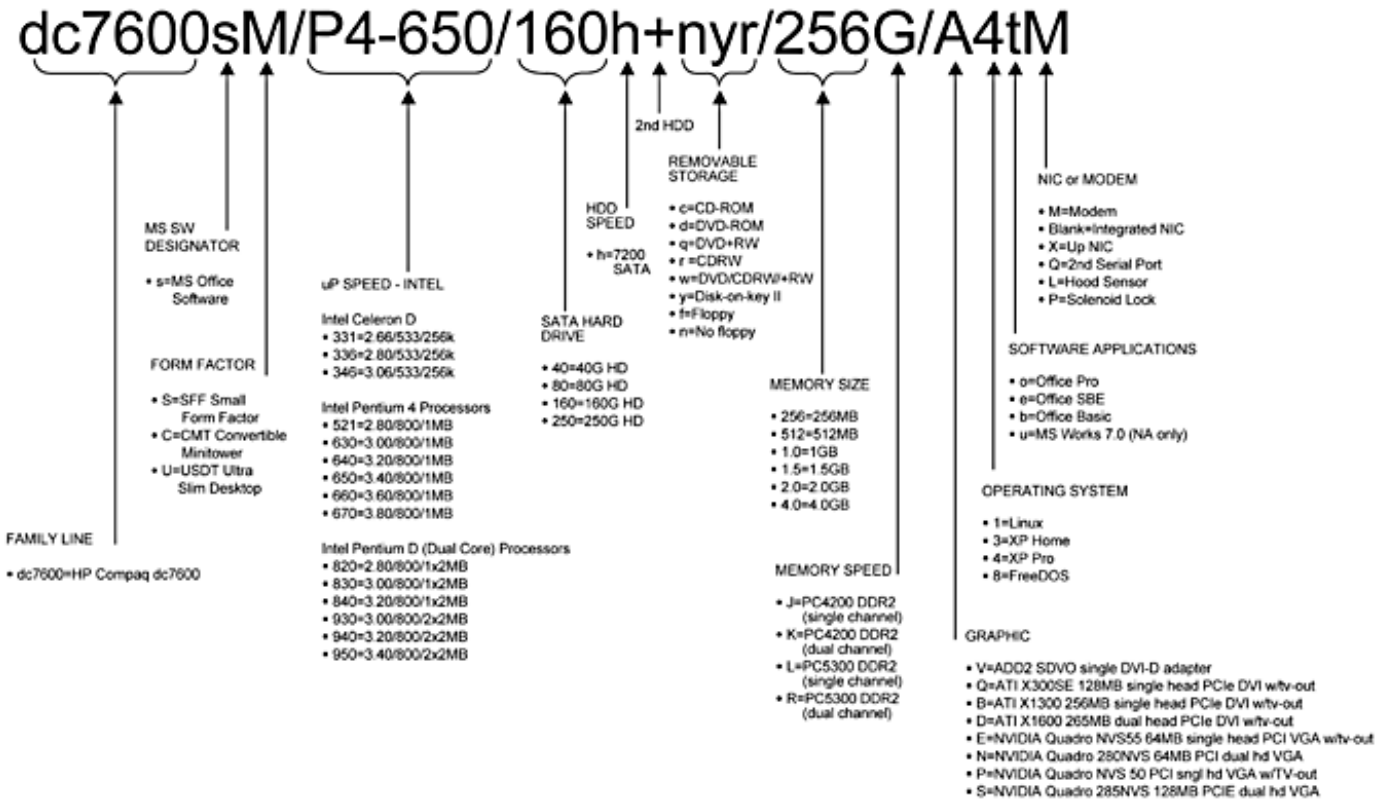 dc7600sM/P4-650/160h+nyr/256G/A4tM
2nd HDD
REMOVABLE
STORAGE
• c=CD-ROM
• d=DVD-ROM
• q=DVD+RW
• r =CDRW
• w=DVD/CDRW/+RW
• y=Disk-on-key II
• f=Floppy
• n=No floppy
NIC or MODEM
• M=Modem
• Blank=Integrated NIC
• X=Up NIC
• Q=2nd Serial Port
• L=Hood Sensor
• P=Solenoid Lock
HDD
SPEED
• h=7200
SATA
MS SW
DESIGNATOR
• s=MS Office
Software
uP SPEED - INTEL
Intel Celeron D
• 331=2.66/533/256k
• 336=2.80/533/256k
• 346=3.06/533/256k
Intel Pentium 4 Processors
• 521=2.80/800/1MB
• 630=3.00/800/1MB
• 640=3.20/800/1MB
• 650=3.40/800/1MB
• 660=3.60/800/1MB
• 670=3.80/800/1MB
Intel Pentium D (Dual Core) Processors
• 820=2.80/800/1x2MB
• 830=3.00/800/1x2MB
• 840=3.20/800/1x2MB
• 930=3.00/800/2x2MB
• 940=3.20/800/2x2MB
• 950=3.40/800/2x2MB
SATA HARD
DRIVE
• 40=40G HD
• 80=80G HD
• 160=160G HD
• 250=250G HD
FORM FACTOR
• S=SFF Small
Form Factor
• C=CMT Convertible
Minitower
• U=USDT Ultra
Slim Desktop
SOFTWARE APPLICATIONS
• o=Office Pro
• e=Office SBE
• b=Office Basic
• u=MS Works 7.0 (NA only)
MEMORY SIZE
• 256=256MB
• 512=512MB
• 1.0=1GB
• 1.5=1.5GB
• 2.0=2.0GB
• 4.0=4.0GB
OPERATING SYSTEM
• 1=Linux
• 3=XP Home
• 4=XP Pro
• 8=FreeDOS
FAMILY LINE
• dc7600=HP Compaq dc7600
MEMORY SPEED
• J=PC4200 DDR2
(single channel)
• K=PC4200 DDR2
(dual channel)
• L=PC5300 DDR2
(single channel)
• R=PC5300 DDR2
(dual channel)
GRAPHIC
• V=ADD2 SDVO single DVI-D adapter
• Q=ATI X300SE 128MB single head PCIe DVI w/tv-out
• B=ATI X1300 256MB single head PCIe DVI w/tv-out
• D=ATI X1600 265MB dual head PCIe DVI w/tv-out
• E=NVIDIA Quadro NVS55 64MB single head PCI VGA w/tv-out
• N=NVIDIA Quadro 280NVS 64MB PCI dual hd VGA
• P=NVIDIA Quadro NVS 50 PCI sngl hd VGA w/TV-out
• S=NVIDIA Quadro 285NVS 128MB PCIE dual hd VGA